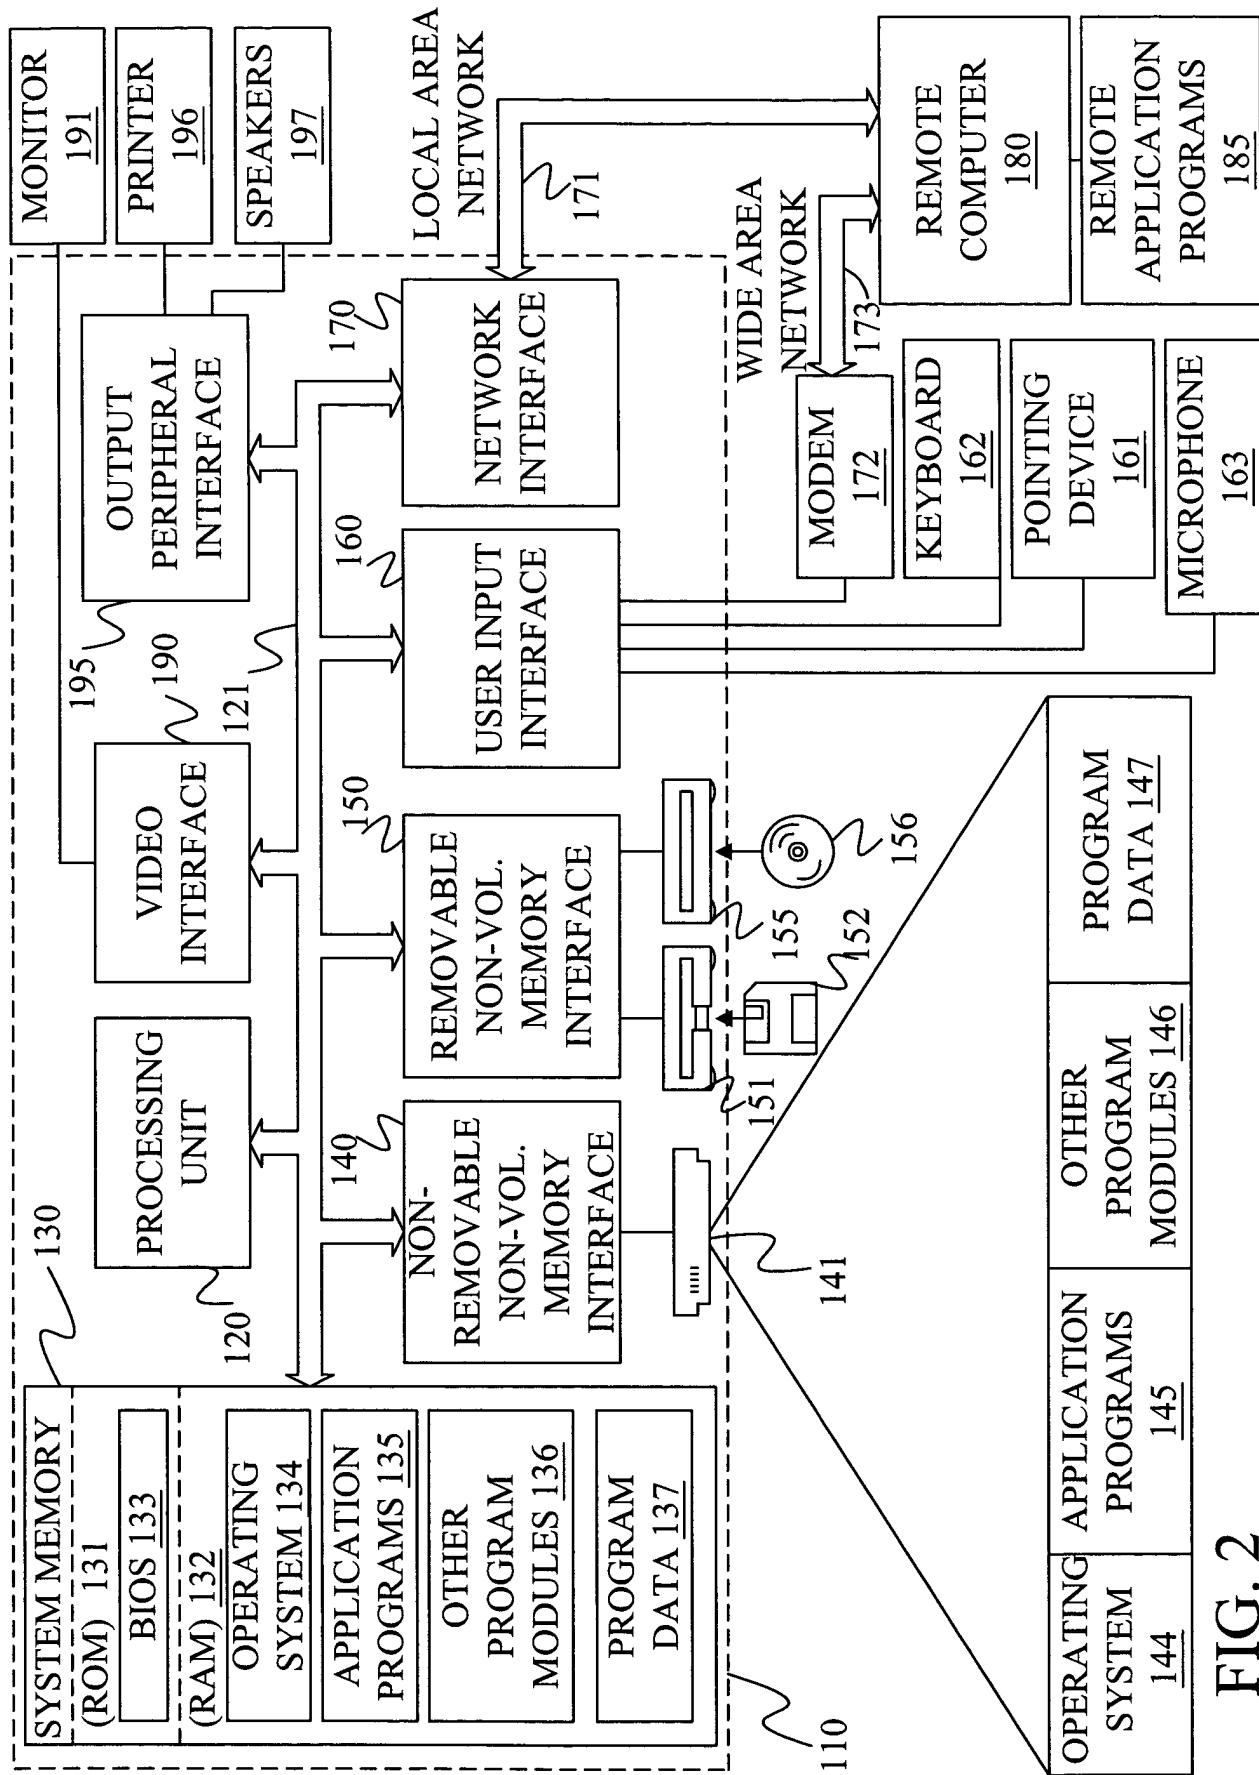 SYSTEM MEMORY
130
(ROM) 131
BIOS 133
(RAM) 132
OPERATING
SYSTEM 134
APPLICATION
PROGRAMS 135
OTHER
PROGRAM
MODULES 136
PROGRAM
DATA 137
110
PROCESSING
UNIT
120
VIDEO
INTERFACE
190
121
OUTPUT
PERIPHERAL
INTERFACE
195
MONITOR
191
PRINTER
196
SPEAKERS
197
NON-
REMOVABLE
NON-VOL.
MEMORY
INTERFACE
140
REMOVABLE
NON-VOL.
MEMORY
INTERFACE
150
USER INPUT
INTERFACE
160
NETWORK
INTERFACE
170
LOCAL AREA
NETWORK
171
141
151
152
155
156
WIDE AREA
NETWORK
173
MODEM
172
KEYBOARD
162
POINTING
DEVICE
161
MICROPHONE
163
REMOTE
COMPUTER
180
REMOTE
APPLICATION
PROGRAMS
185
OPERATING
SYSTEM
144
APPLICATION
PROGRAMS
145
OTHER
PROGRAM
MODULES 146
PROGRAM
DATA 147
FIG. 2